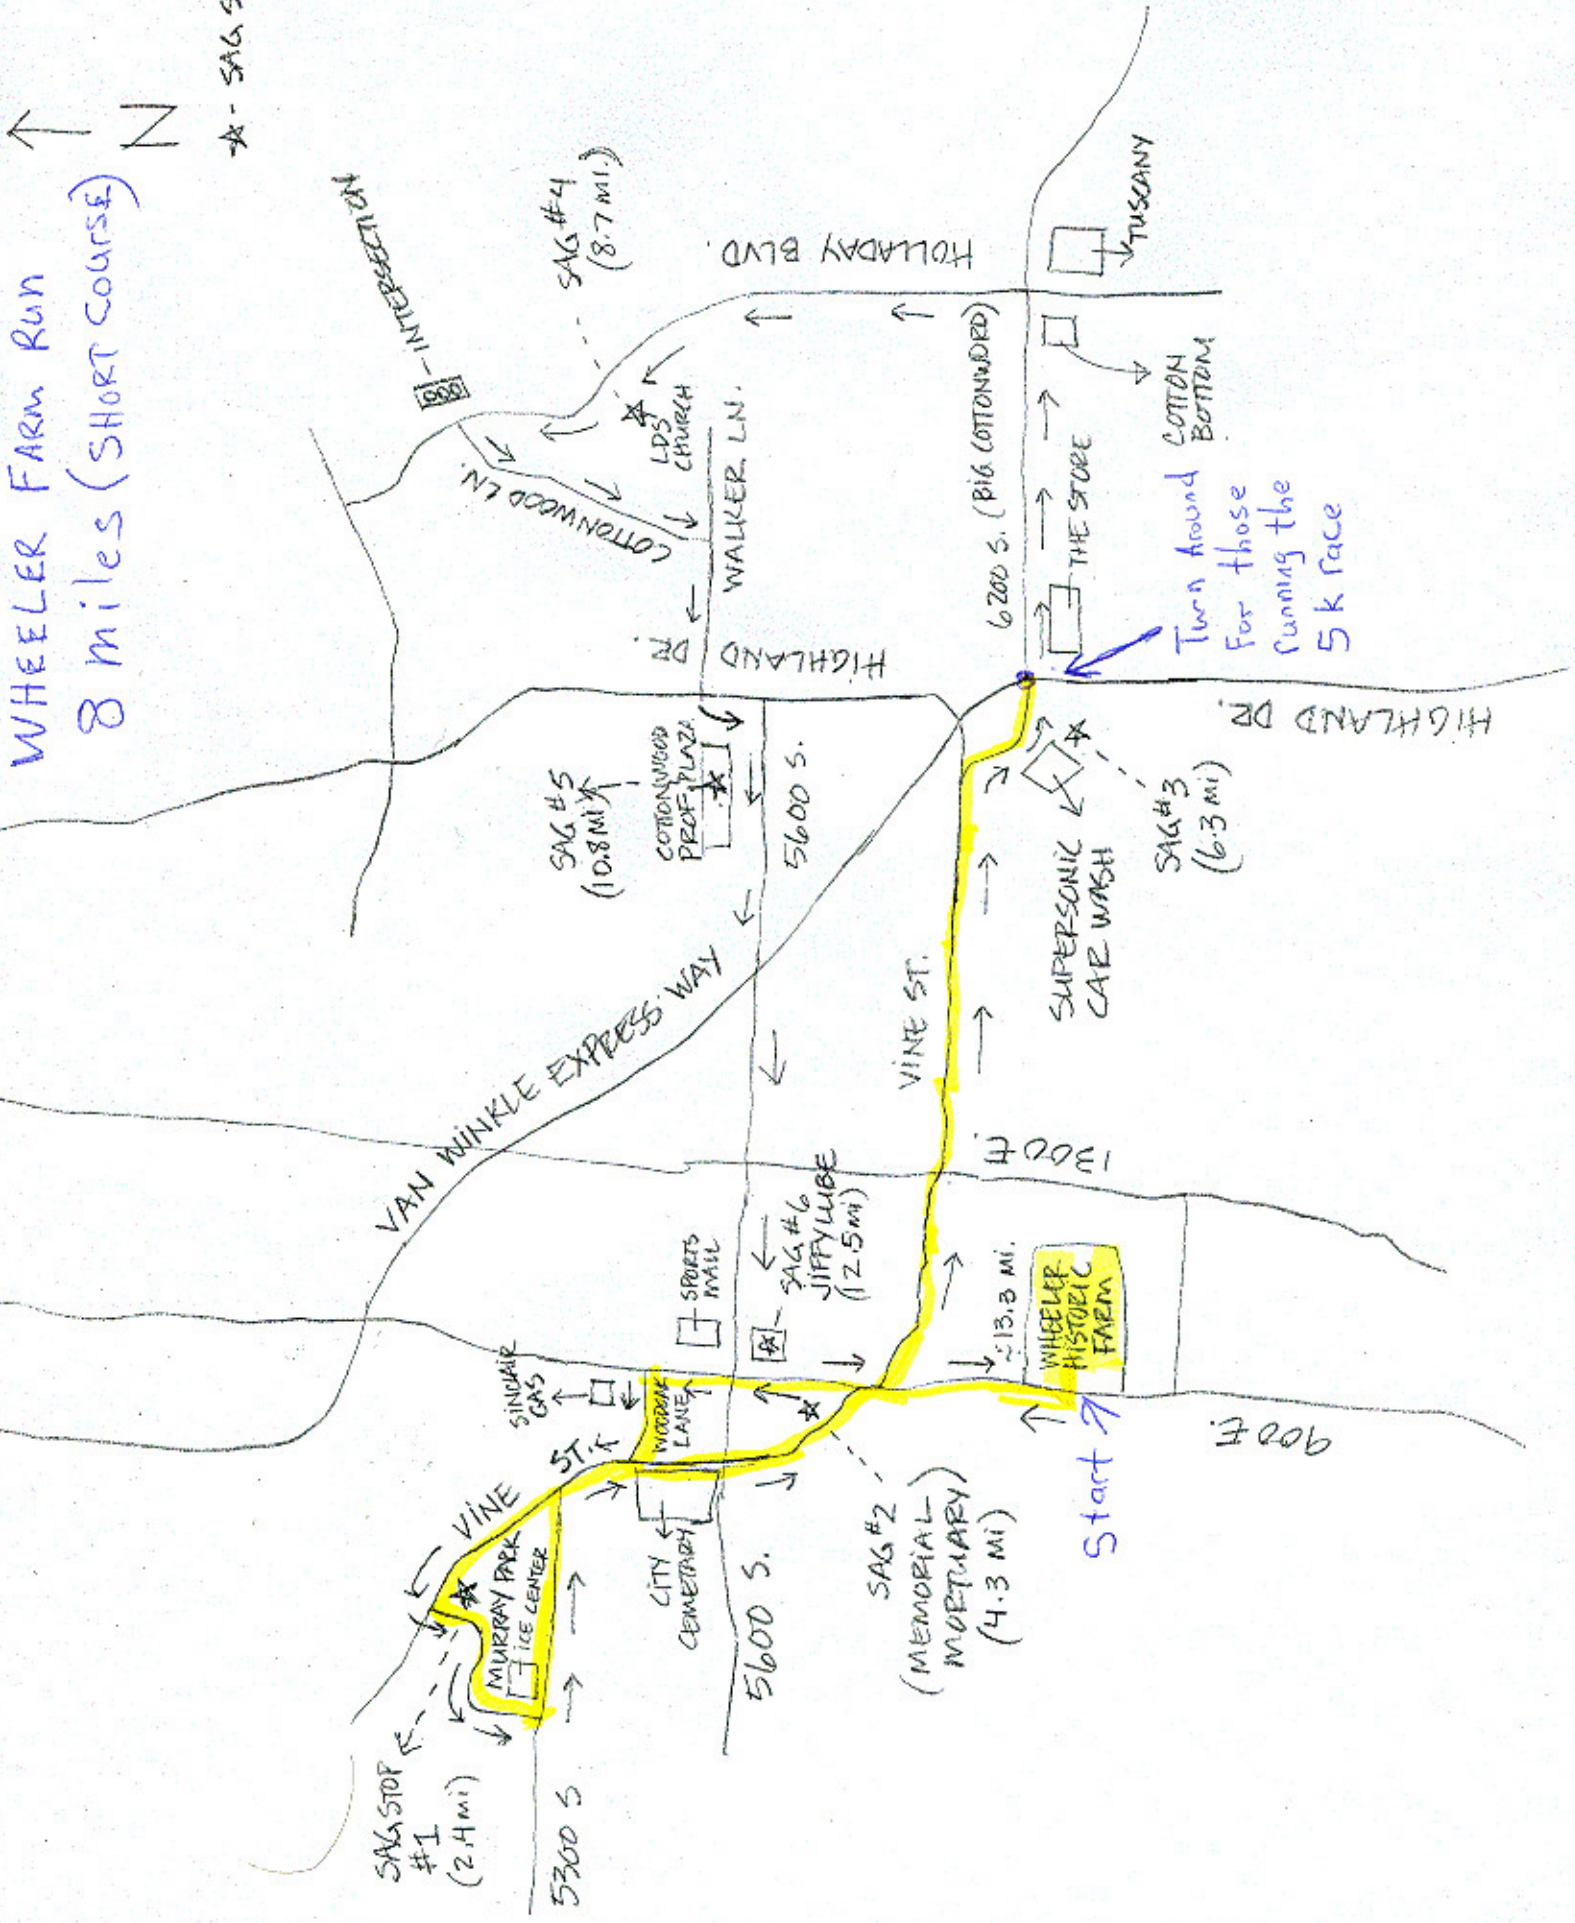 WHEELER FARM RUN
8 miles (SHORT COURSE)
N
☆ - SAG
INTERSECTION
SAG #4
(8.7 MI.)
HOLLADAY BLVD.
TUSCANY
COTTONWOOD LN.
LDS
CHURCH
WALKER LN.
6200 S. (BIG COTTONWORD)
COTTON
BOTTOM
THE STORE
HIGHLAND
DR.
Turn Around
For those
running the
5k race
HIGHLAND DR.
SAG #5
(10.8 MI)
COTTONWOOD
PROF. PLAZA
5600 S.
SAG #3
(6.3 mi)
SUPERSONIC
CAR WASH
VAN WINKLE EXPRESS WAY
VINE ST.
1300 E.
SPORTS
MALL
SAG #6
JIFFY LUBE
(12.5 mi)
~13.3 mi.
WHEELER
HISTORIC
FARM
SINCLAIR
GAS
WOODOAK
LANE
900 E.
Start
VINE ST.
MURRAY PARK
ICE CENTER
CITY
CEMETARY
5600 S.
SAG #2
(MEMORIAL
MORTUARY)
(4.3 MI)
SAG STOP
#1
(2.4 mi)
5300 S